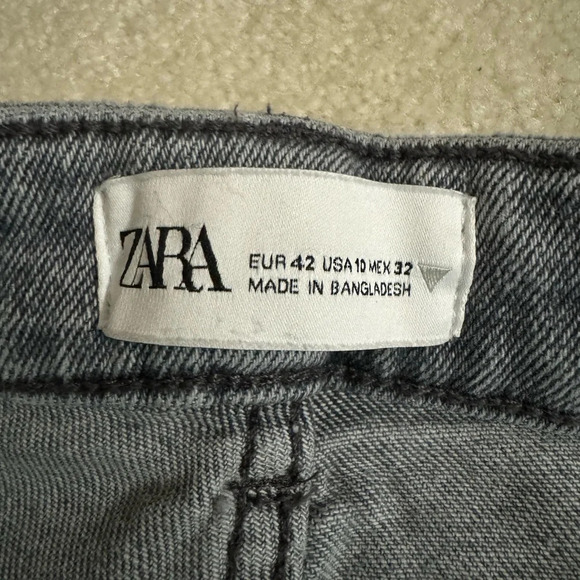 ZARA
EUR 42 USA 10 MEX 32
MADE IN BANGLADESH